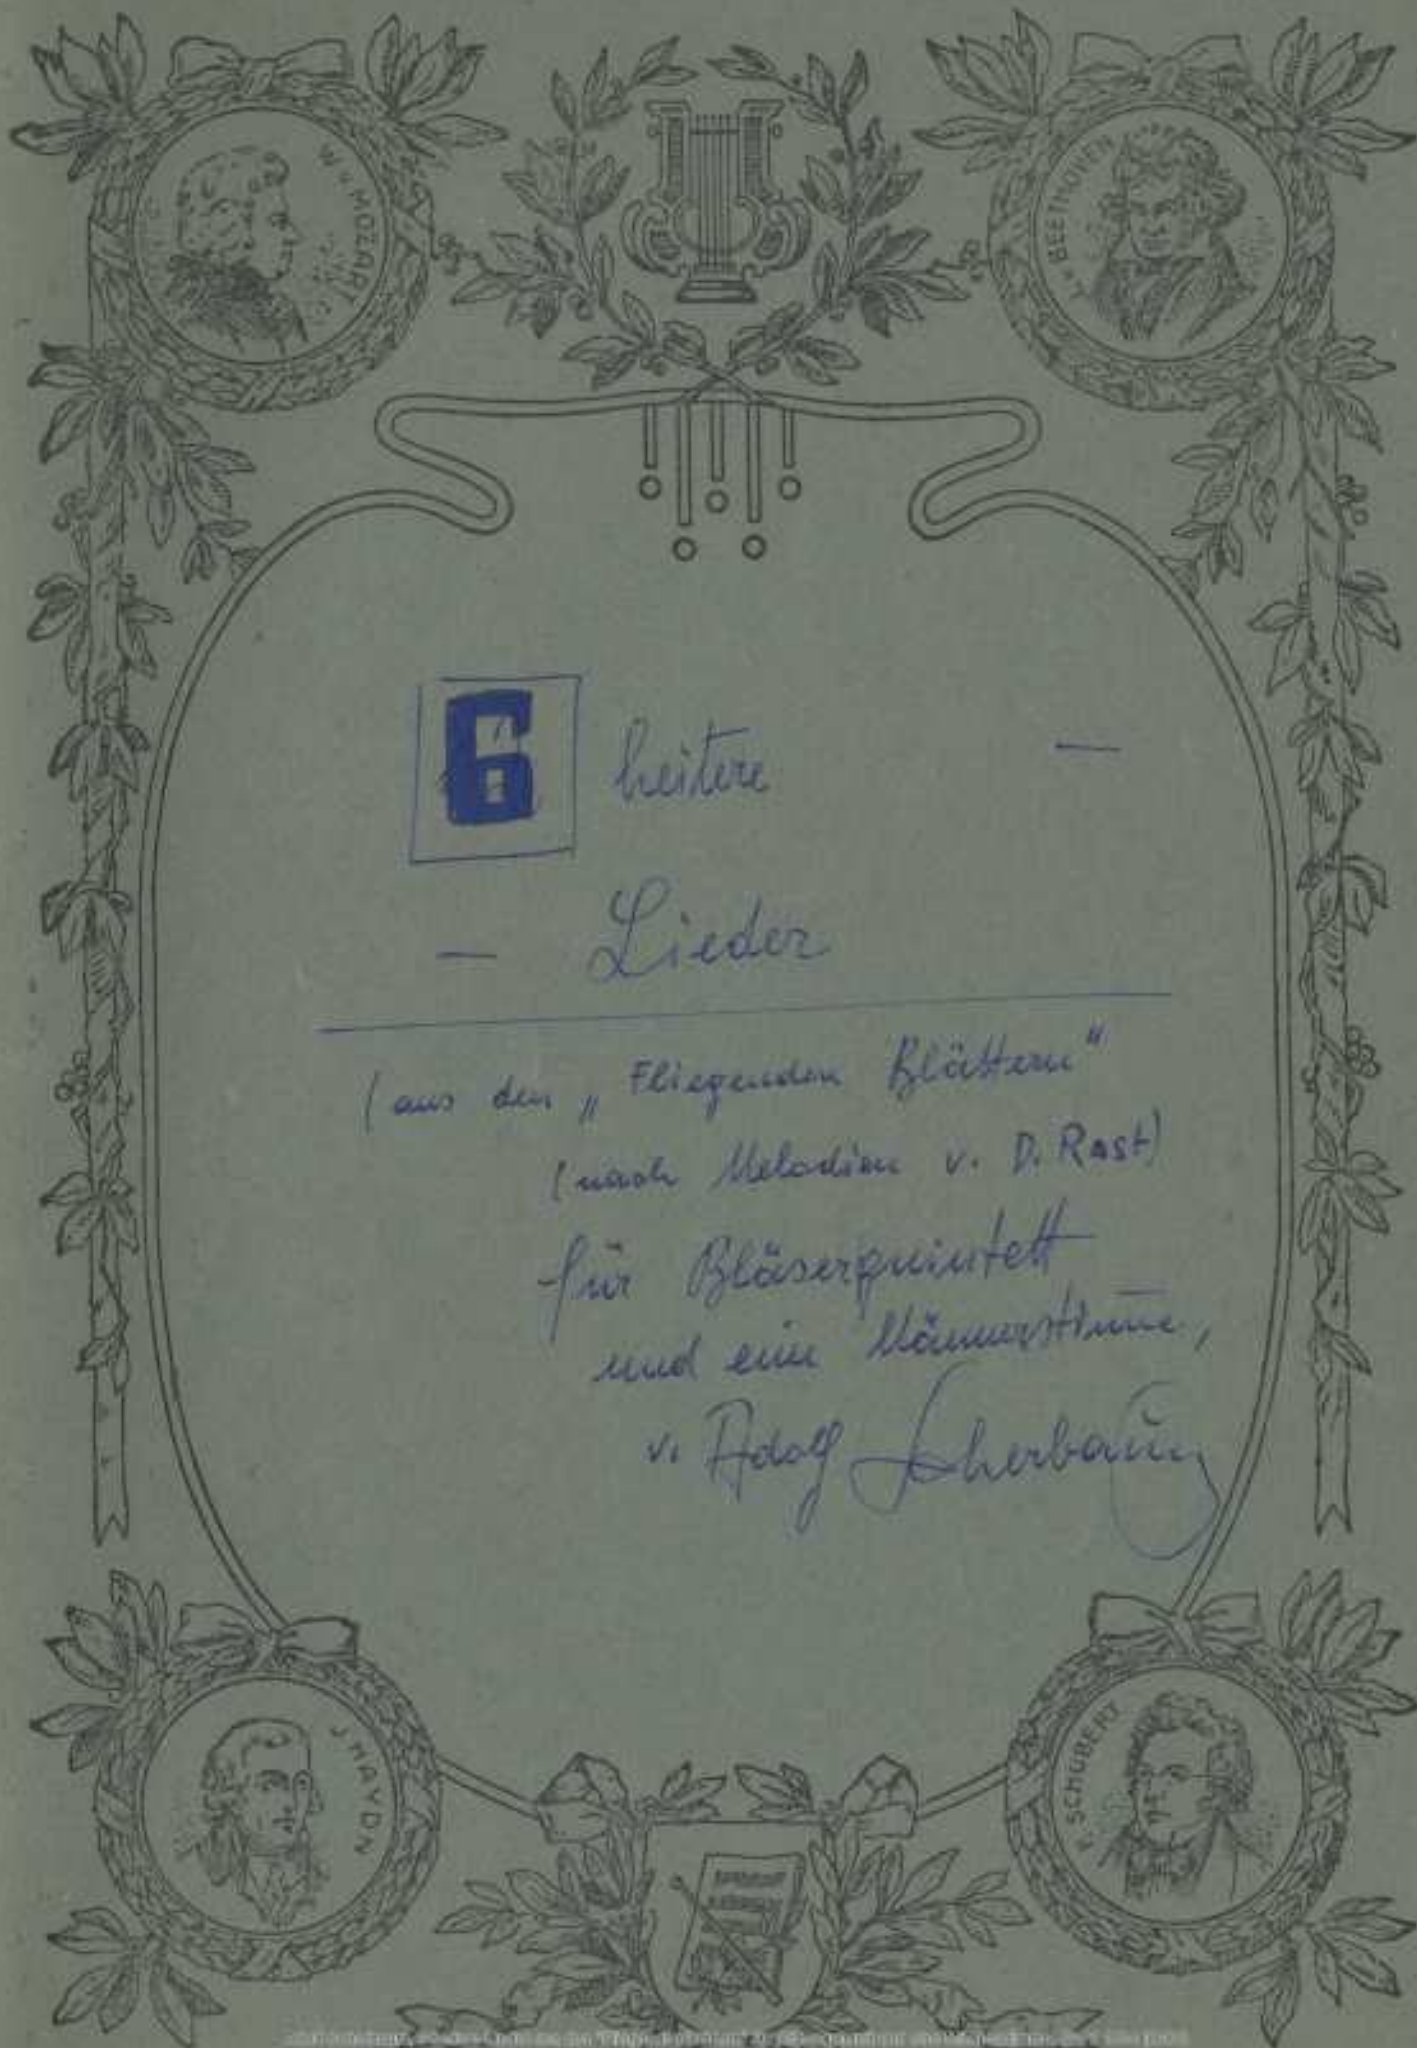 W. v. MOZART
L. v. BEETHOVEN
6 heitere —
— Lieder
(aus den „Fliegenden Blättern"
(nach Melodien v. D. Rast)
für Bläserquintett
und eine Männerstimme,
v. Adolf Scherbaum
J. HAYDN
F. SCHUBERT